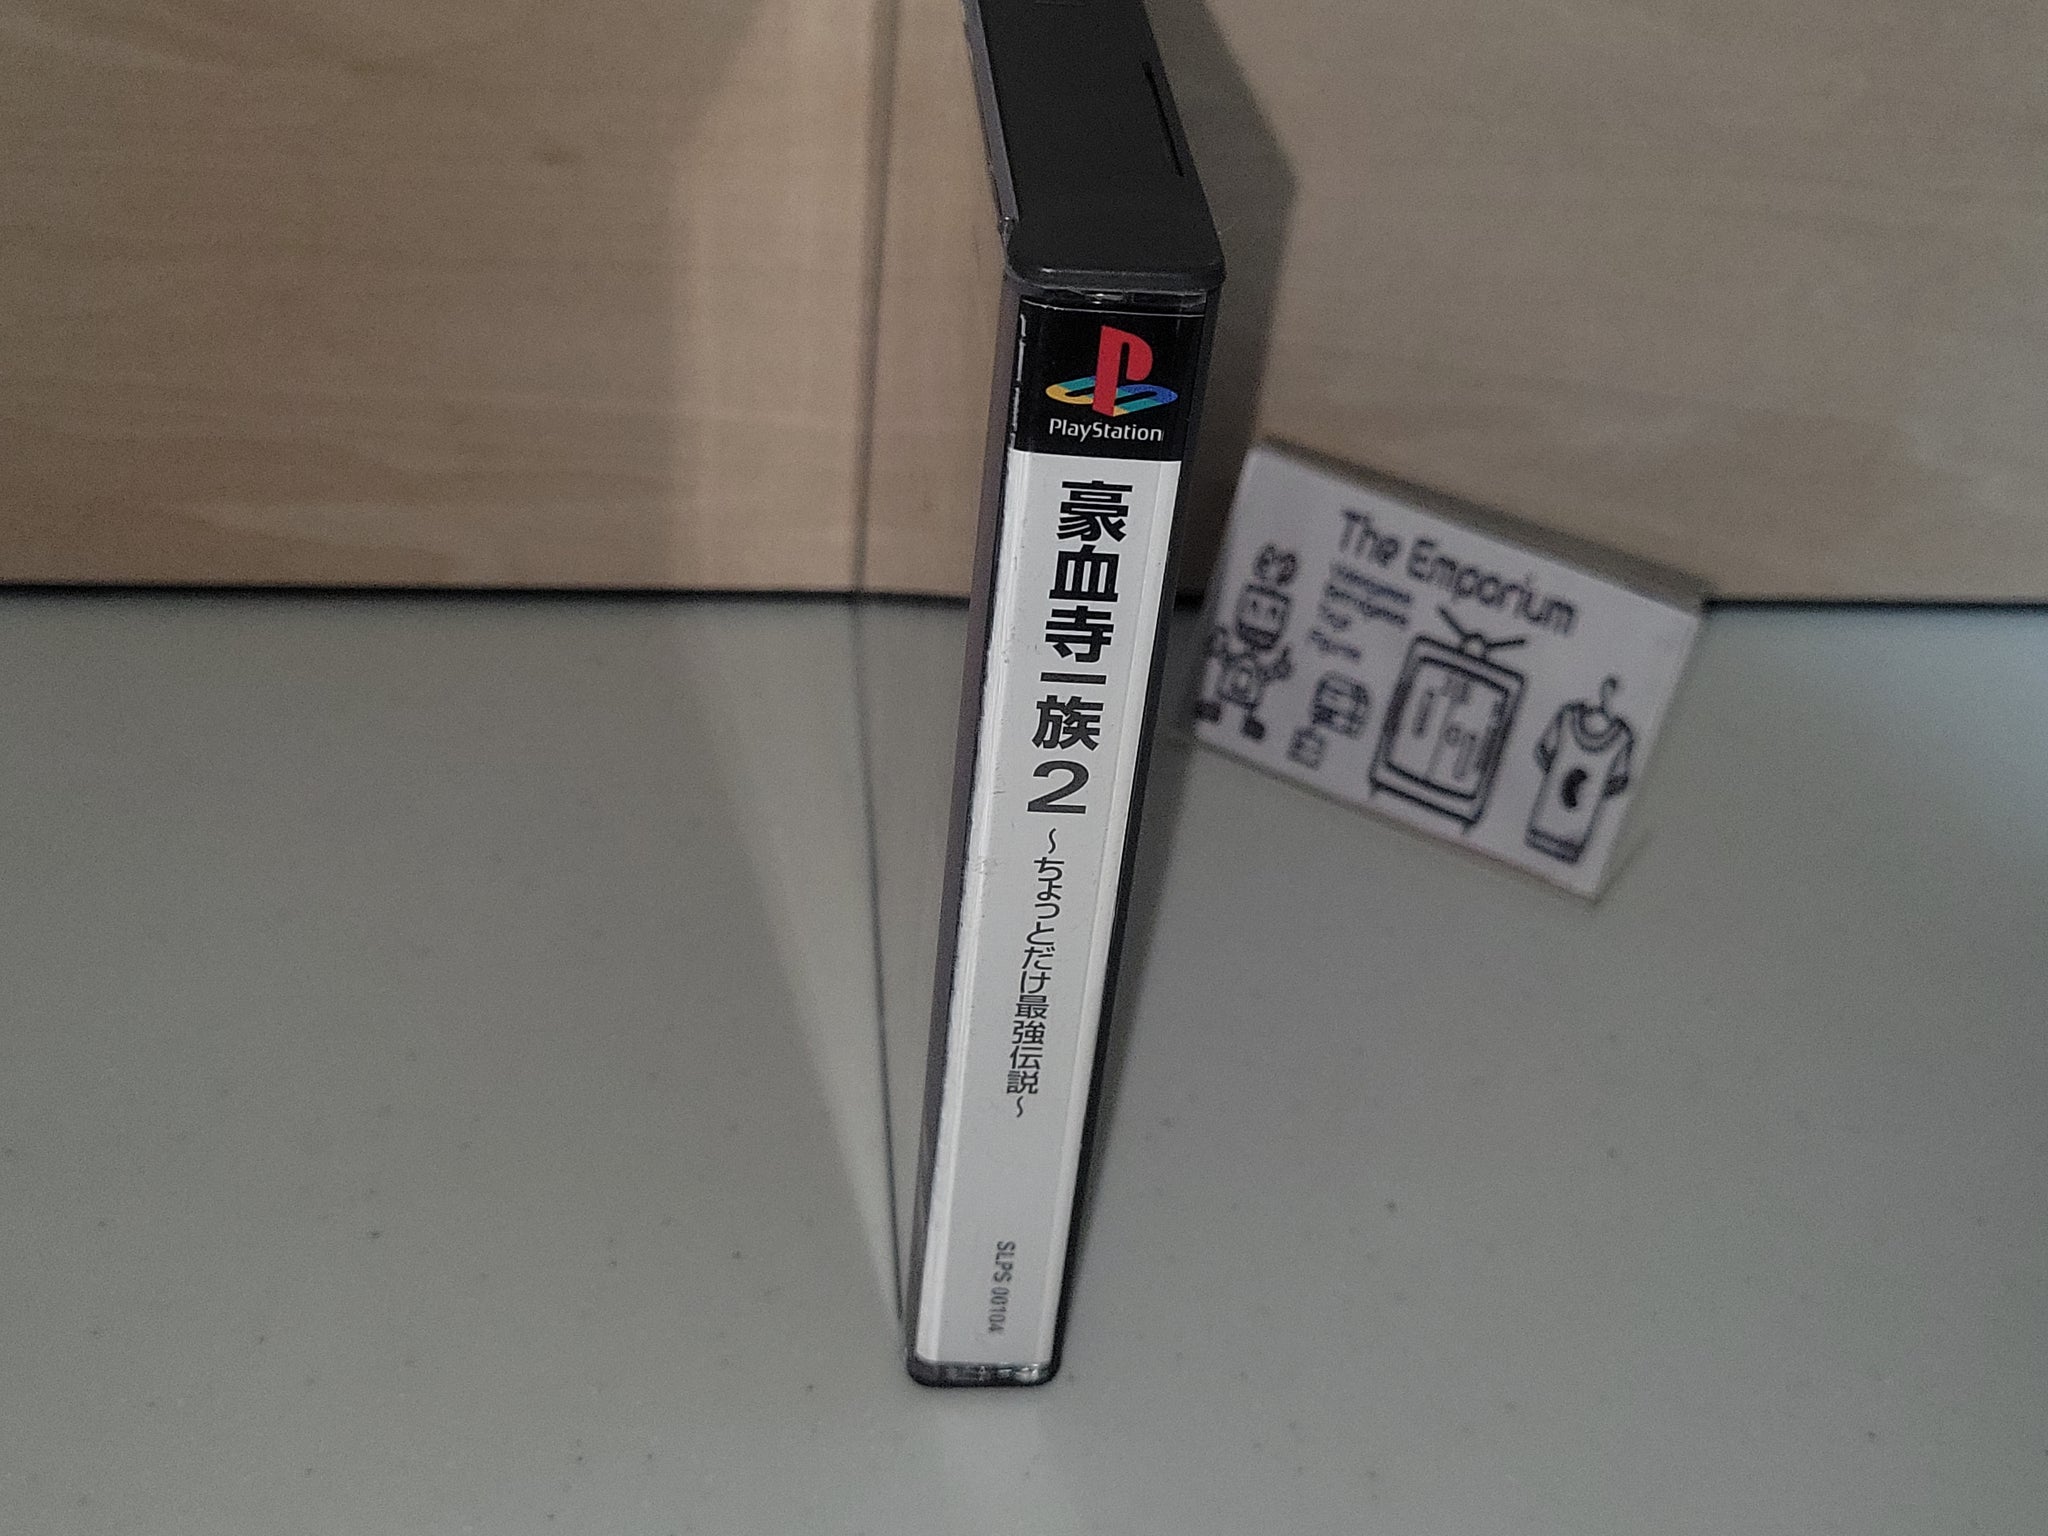 PlayStation
豪血寺一族2
～ちょっとだけ最強伝説～
SLPS 00104
The Emporium